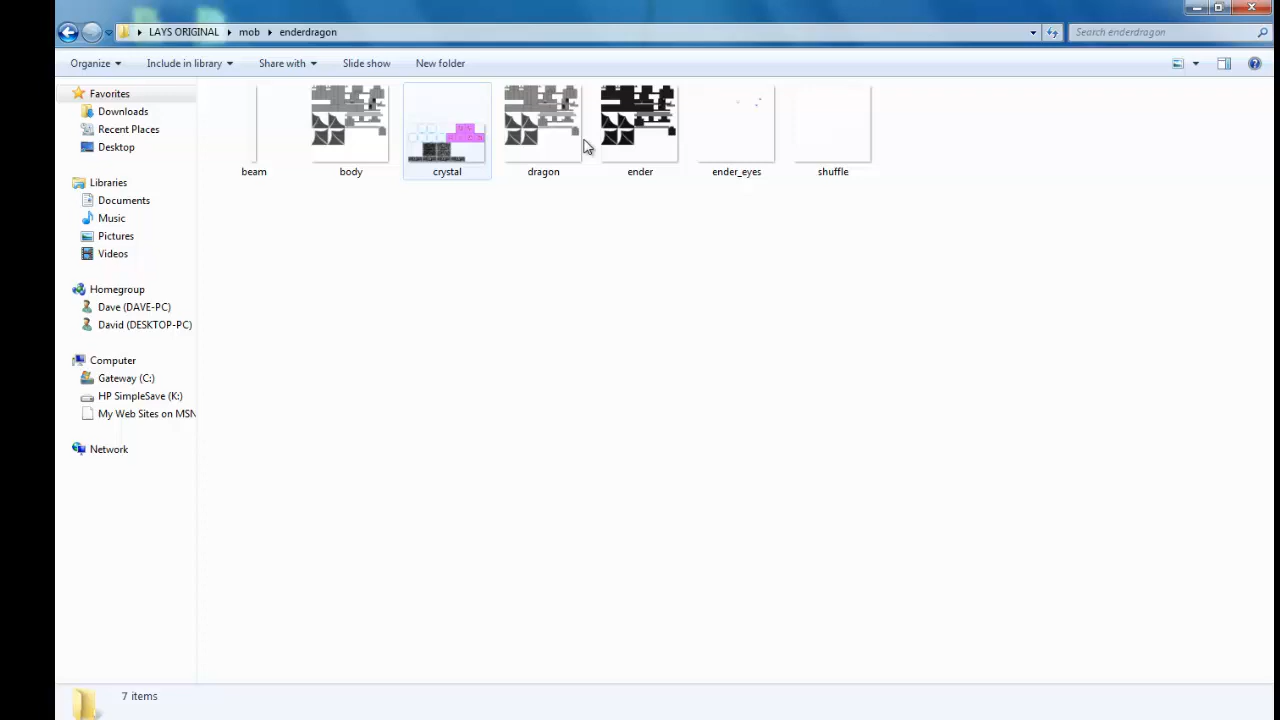 LAYS ORIGINAL mob enderdragon Search enderdragon
Organize Include in library Share with Slide show New folder
Favorites
Downloads
Recent Places
Desktop
Libraries
Documents
Music
Pictures
Videos
Homegroup
Dave (DAVE-PC)
David (DESKTOP-PC)
Computer
Gateway (C:)
HP SimpleSave (K:)
My Web Sites on MSN
Network
beam body crystal dragon ender ender_eyes shuffle
7 items